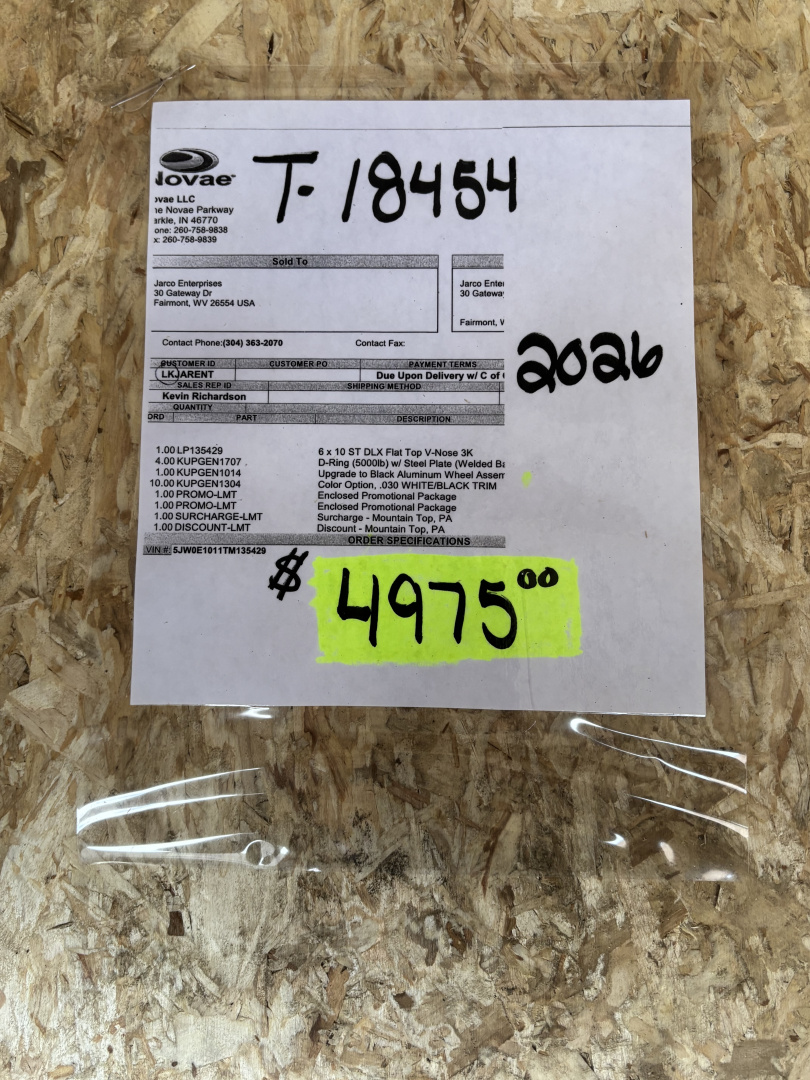 Novae
T-18454
ovae LLC
ne Novae Parkway
arkle, IN 46770
one: 260-758-9838
x: 260-758-9839
Sold To
Jarco Enterprises
30 Gateway Dr
Fairmont, WV 26554 USA
Jarco Enter
30 Gateway
Fairmont, V
Contact Phone:(304) 363-2070 Contact Fax:
2026
CUSTOMER ID CUSTOMER PO PAYMENT TERMS
LKJARENT Due Upon Delivery w/ C of
SALES REP ID SHIPPING METHOD
Kevin Richardson
QUANTITY
ORD PART DESCRIPTION
1.00 LP135429 6 x 10 ST DLX Flat Top V-Nose 3K
4.00 KUPGEN1707 D-Ring (5000lb) w/ Steel Plate (Welded Ba
1.00 KUPGEN1014 Upgrade to Black Aluminum Wheel Assem
10.00 KUPGEN1304 Color Option, .030 WHITE/BLACK TRIM
1.00 PROMO-LMT Enclosed Promotional Package
1.00 PROMO-LMT Enclosed Promotional Package
1.00 SURCHARGE-LMT Surcharge - Mountain Top, PA
1.00 DISCOUNT-LMT Discount - Mountain Top, PA
ORDER SPECIFICATIONS
VIN #: 5JW0E1011TM135429
$ 4975.00